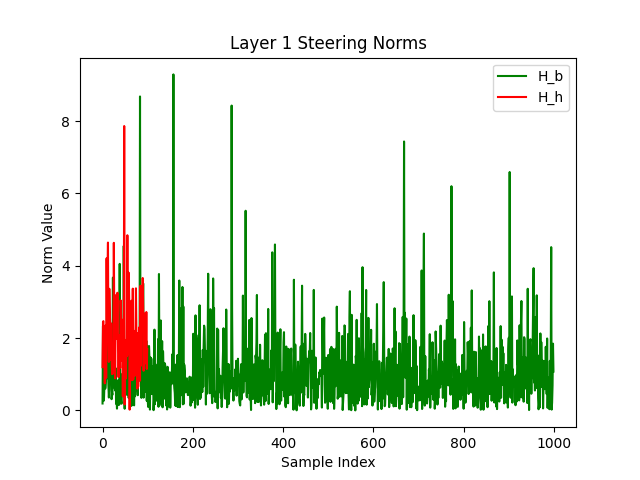 Layer 1 Steering Norms
H_b
H_h
Norm Value
8
6
4
2
0
0 200 400 600 800 1000
Sample Index